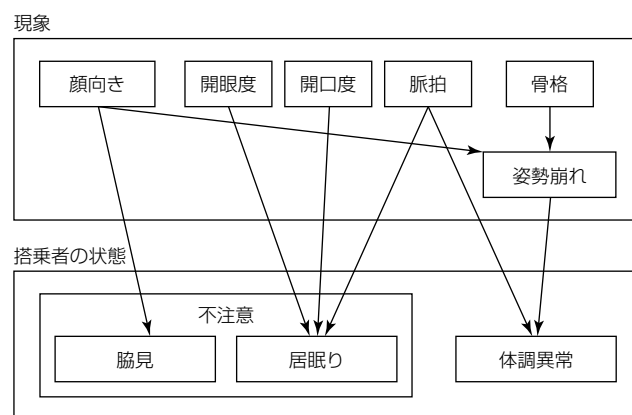 現象
顔向き
開眼度
開口度
脈拍
骨格
姿勢崩れ
搭乗者の状態
不注意
脇見
居眠り
体調異常